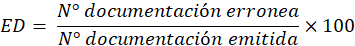 ED = N° documentación erronea / N° documentación emitida × 100